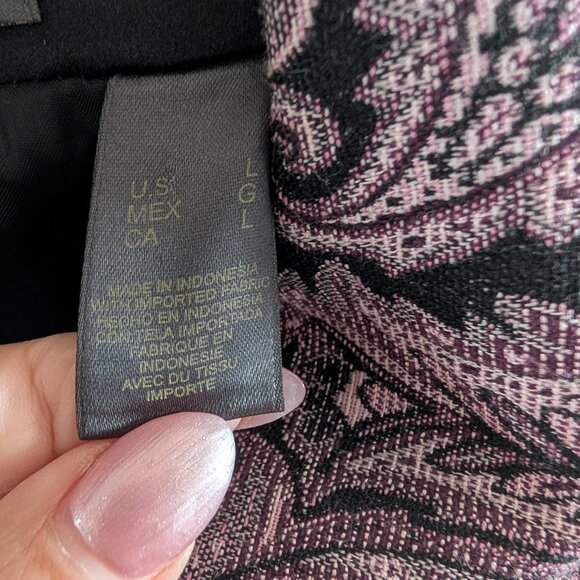 U.S. L
MEX G
CA L
MADE IN INDONESIA
WITH IMPORTED FABRIC
HECHO EN INDONESIA
CON TELA IMPORTADA
FABRIQUE EN
INDONESIE
AVEC DU TISSU
IMPORTE